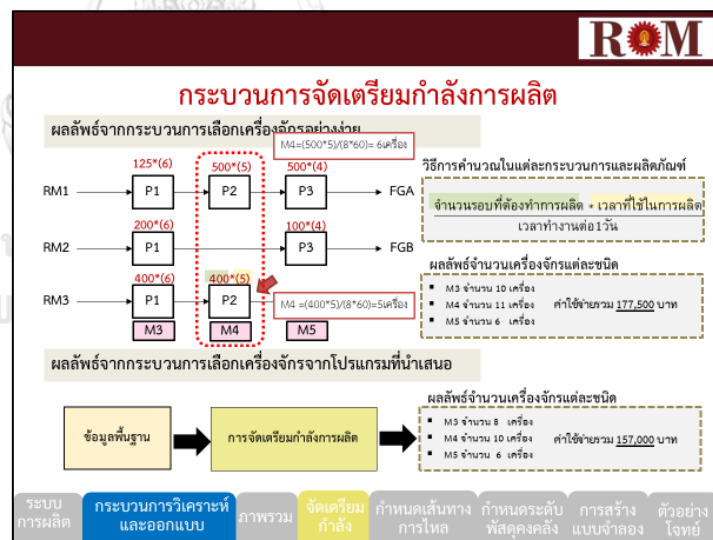 ROM
กระบวนการจัดเตรียมกำลังการผลิต
ผลลัพธ์จากกระบวนการเลือกเครื่องจักรอย่างง่าย
M4=(500*5)/(8*60)= 6เครื่อง
125*(6) 500*(5) 500*(4)
RM1 P1 P2 P3 FGA
200*(6) 100*(4)
RM2 P1 P3 FGB
400*(6) 400*(5)
RM3 P1 P2
M4 =(400*5)/(8*60)=5เครื่อง
M3 M4 M5
วิธีการคำนวณในแต่ละกระบวนการและผลิตภัณฑ์
จำนวนรอบที่ต้องทำการผลิต * เวลาที่ใช้ในการผลิต
เวลาทำงานต่อ1วัน
ผลลัพธ์จำนวนเครื่องจักรแต่ละชนิด
▪ M3 จำนวน 10 เครื่อง
▪ M4 จำนวน 11 เครื่อง ค่าใช้จ่ายรวม 177,500 บาท
▪ M5 จำนวน 6 เครื่อง
ผลลัพธ์จากกระบวนการเลือกเครื่องจักรจากโปรแกรมที่นำเสนอ
ข้อมูลพื้นฐาน
การจัดเตรียมกำลังการผลิต
ผลลัพธ์จำนวนเครื่องจักรแต่ละชนิด
▪ M3 จำนวน 8 เครื่อง
▪ M4 จำนวน 10 เครื่อง ค่าใช้จ่ายรวม 157,000 บาท
▪ M5 จำนวน 6 เครื่อง
ระบบ
การผลิต
กระบวนการวิเคราะห์
และออกแบบ
ภาพรวม
จัดเตรียม
กำลัง
กำหนดเส้นทาง
การไหล
กำหนดระดับ
พัสดุคงคลัง
การสร้าง
แบบจำลอง
ตัวอย่าง
โจทย์